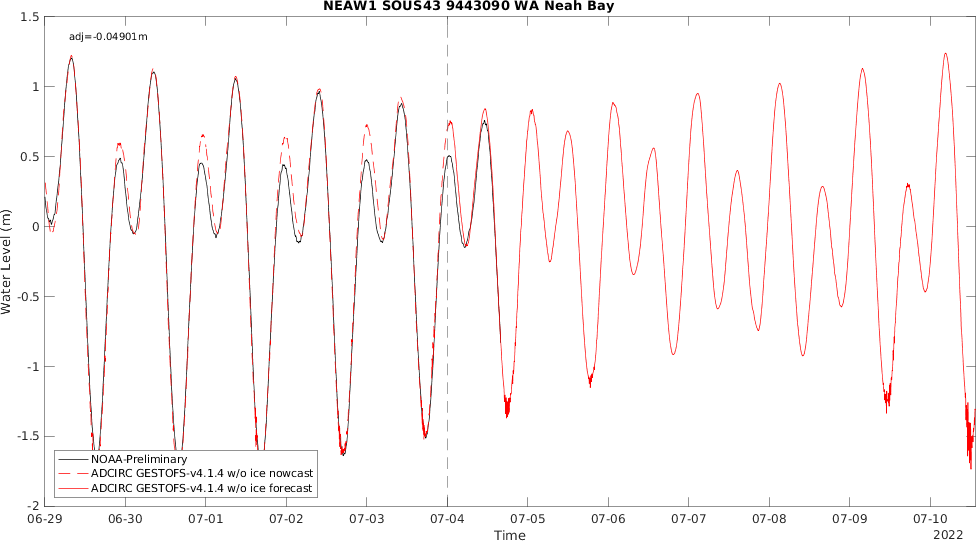 NEAW1 SOUS43 9443090 WA Neah Bay
adj=-0.04901m
1.5
1
0.5
0
-0.5
-1
-1.5
-2
Water Level (m)
NOAA-Preliminary
ADCIRC GESTOFS-v4.1.4 w/o ice nowcast
ADCIRC GESTOFS-v4.1.4 w/o ice forecast
06-29 06-30 07-01 07-02 07-03 07-04 07-05 07-06 07-07 07-08 07-09 07-10
Time
2022